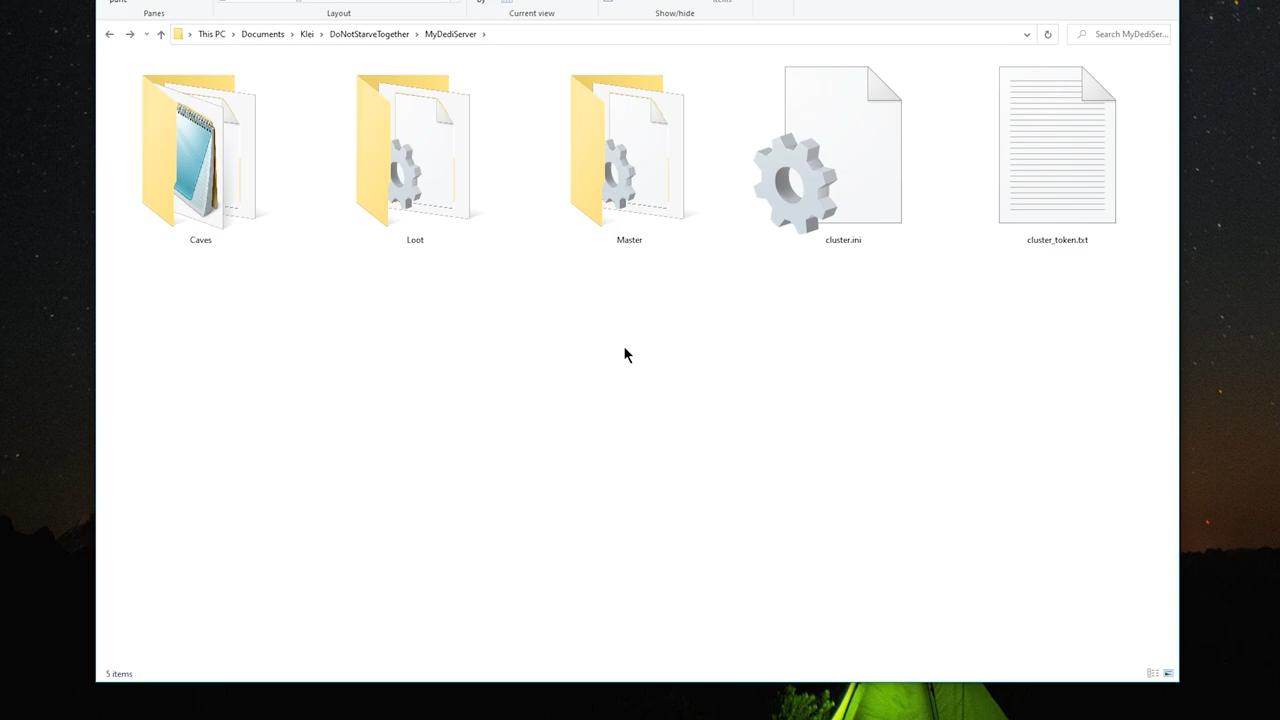 Panes
Layout
Current view
Show/hide
This PC
Documents
Klei
DoNotStarveTogether
MyDediServer
Search MyDediSer...
Caves
Loot
Master
cluster.ini
cluster_token.txt
5 items